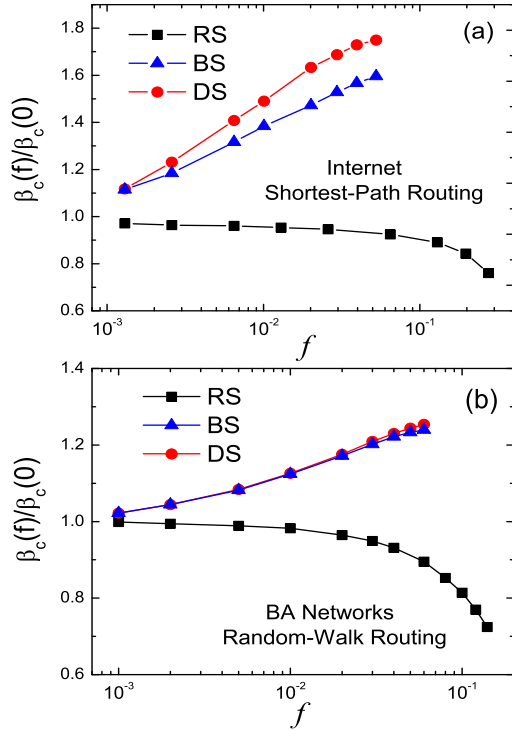 (a)
RS
BS
DS
1.8
1.6
1.4
1.2
1.0
0.8
0.6
β_c(f)/β_c(0)
Internet
Shortest-Path Routing
10^-3
10^-2
10^-1
f
(b)
RS
BS
DS
1.4
1.2
1.0
0.8
0.6
β_c(f)/β_c(0)
BA Networks
Random-Walk Routing
10^-3
10^-2
10^-1
f